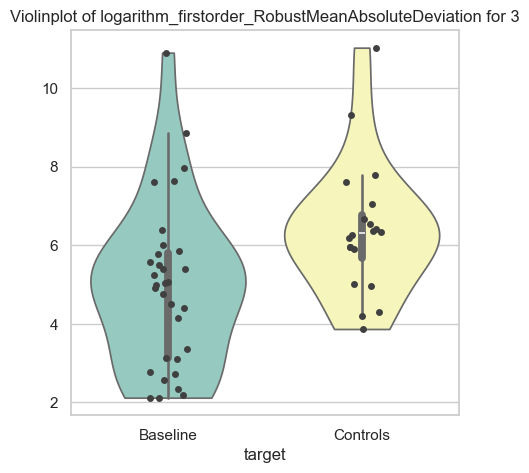 Violinplot of logarithm_firstorder_RobustMeanAbsoluteDeviation for 3
10
8
6
4
2
Baseline Controls
target